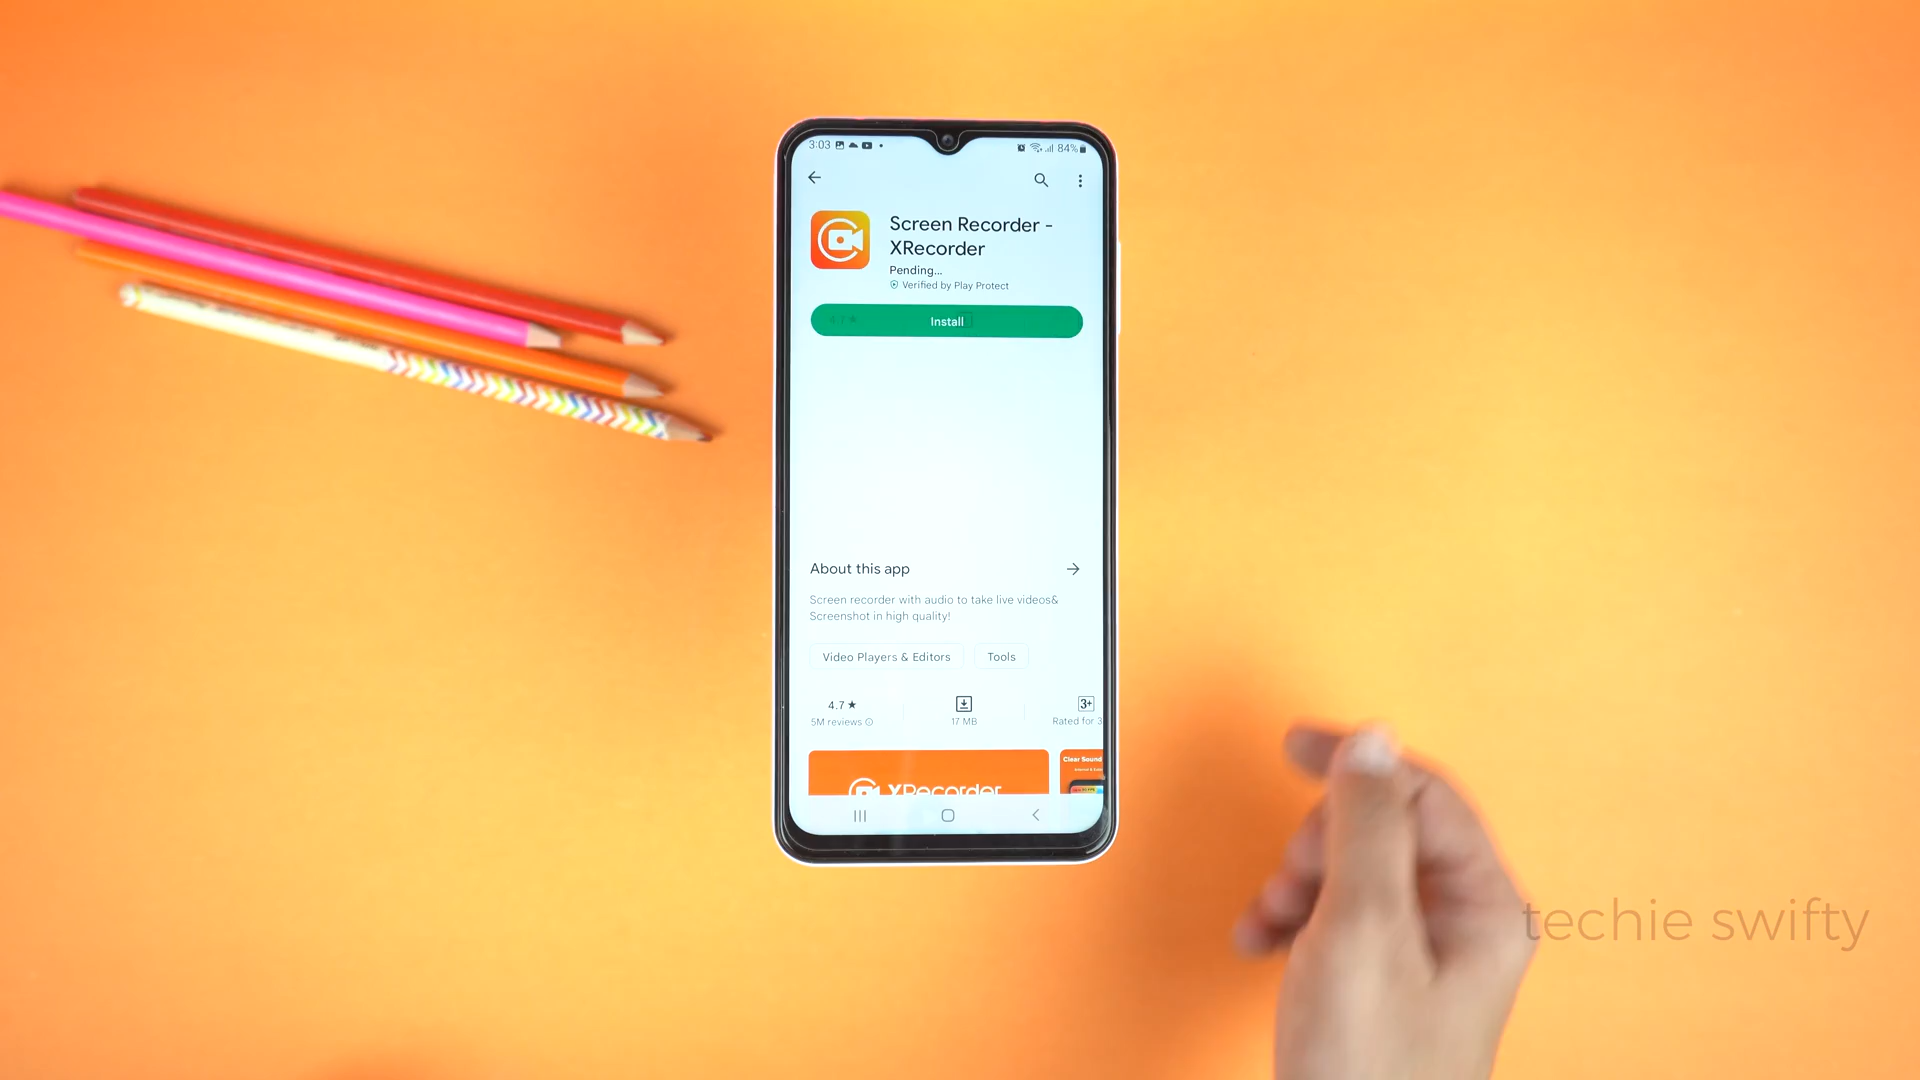 3:03
84%
Screen Recorder -
XRecorder
Pending...
Verified by Play Protect
4.7★
Install
About this app
Screen recorder with audio to take live videos&
Screenshot in high quality!
Video Players & Editors
Tools
4.7★
5M reviews
17 MB
3+
Rated for 3
XRecorder
Clear Sound
techie swifty